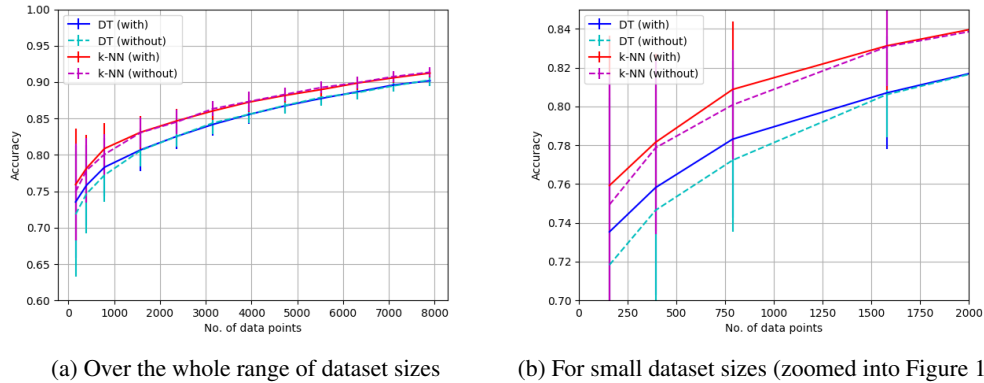 1.00
0.95
0.90
0.85
0.80
0.75
0.70
0.65
0.60
Accuracy
DT (with)
DT (without)
k-NN (with)
k-NN (without)
0 1000 2000 3000 4000 5000 6000 7000 8000
No. of data points
(a) Over the whole range of dataset sizes
0.84
0.82
0.80
0.78
0.76
0.74
0.72
0.70
Accuracy
DT (with)
DT (without)
k-NN (with)
k-NN (without)
0 250 500 750 1000 1250 1500 1750 2000
No. of data points
(b) For small dataset sizes (zoomed into Figure 1